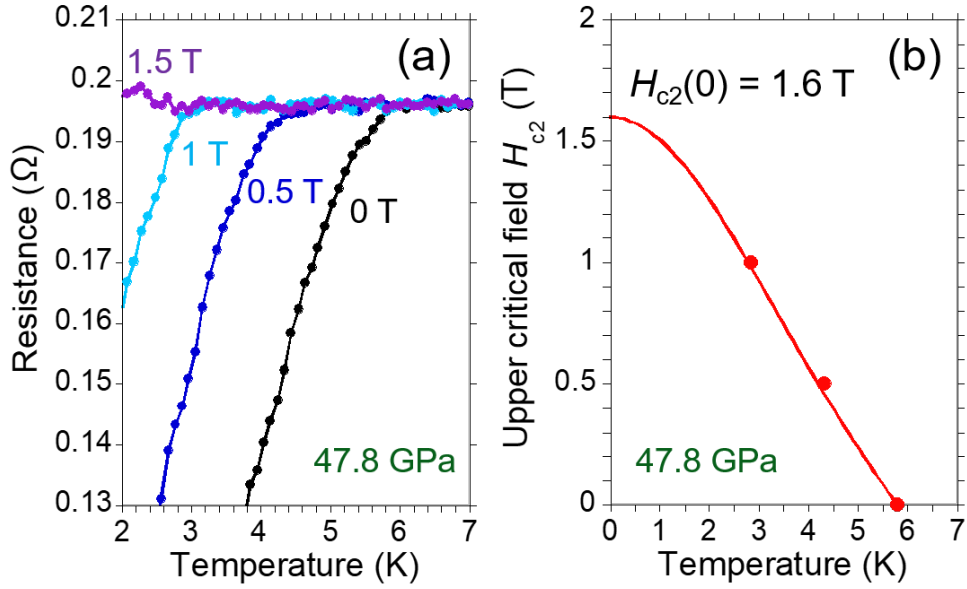 (a)
0.21
0.2
0.19
0.18
0.17
0.16
0.15
0.14
0.13
Resistance (Ω)
1.5 T
1 T
0.5 T
0 T
47.8 GPa
2 3 4 5 6 7
Temperature (K)
(b)
2
1.5
1
0.5
0
Upper critical field Hc2 (T)
Hc2(0) = 1.6 T
47.8 GPa
0 1 2 3 4 5 6 7
Temperature (K)